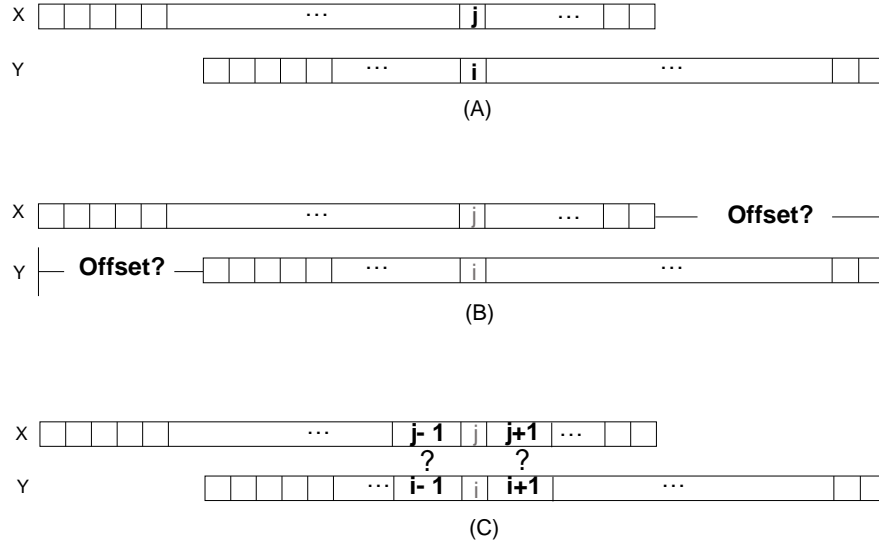 X ... j ...
Y ... i ...
(A)
X ... j ... Offset?
Y Offset? ... i ...
(B)
X ... j- 1 j j+1 ...
? ?
Y ... i- 1 i i+1 ...
(C)